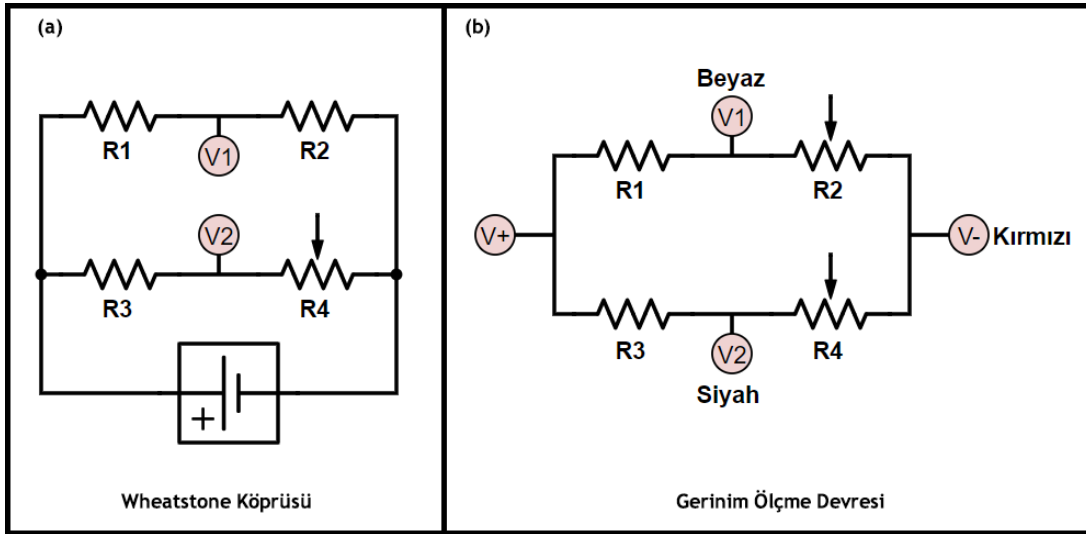 (a)
R1
R2
V1
V2
R3
R4
+
Wheatstone Köprüsü
(b)
Beyaz
V1
R1
R2
V+
V- Kırmızı
R3
R4
V2
Siyah
Gerinim Ölçme Devresi